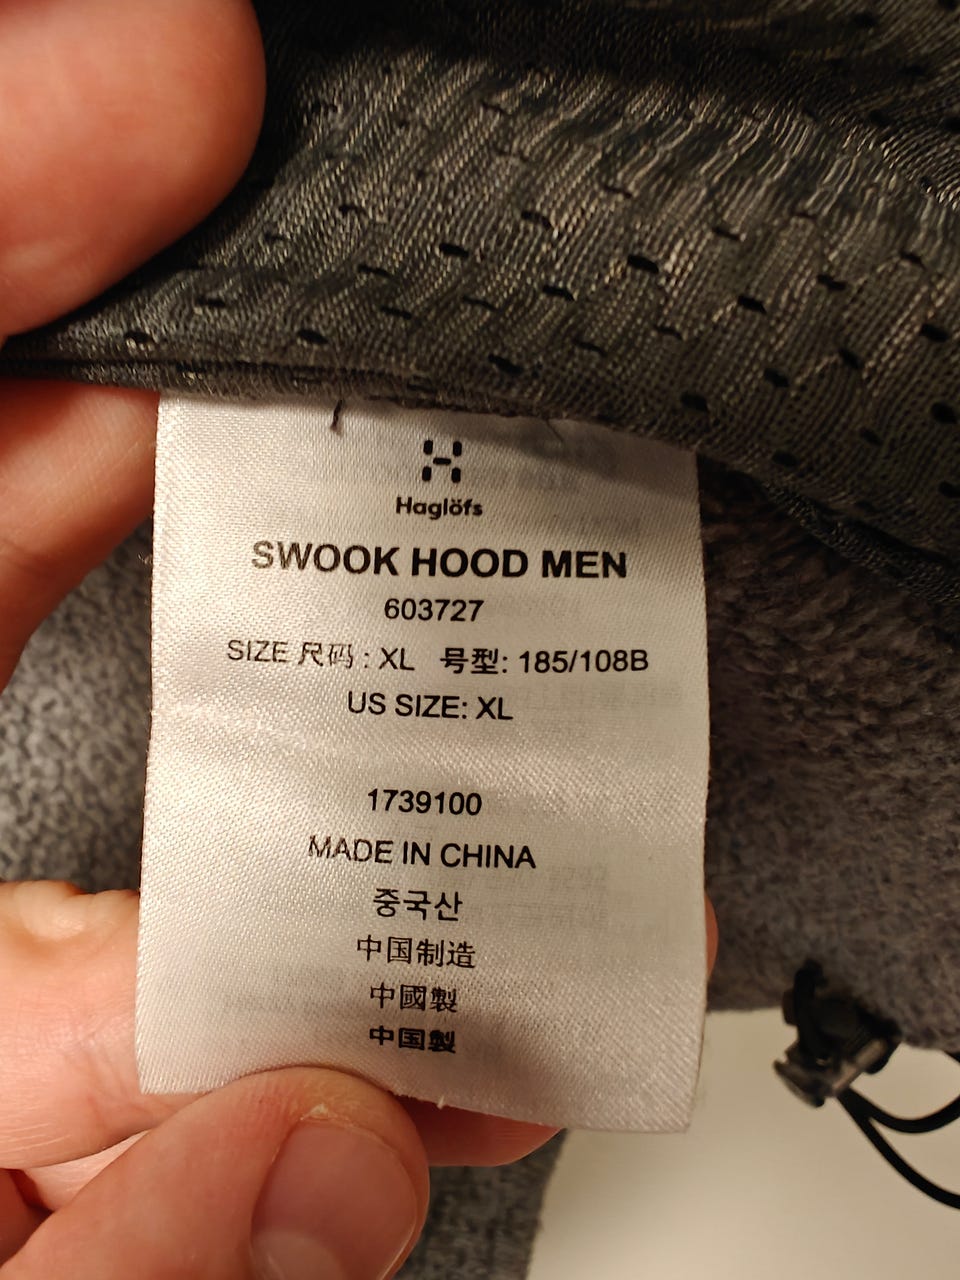 Haglöfs
SWOOK HOOD MEN
603727
SIZE 尺码 : XL 号型: 185/108B
US SIZE: XL
1739100
MADE IN CHINA
중국산
中国制造
中國製
中国製